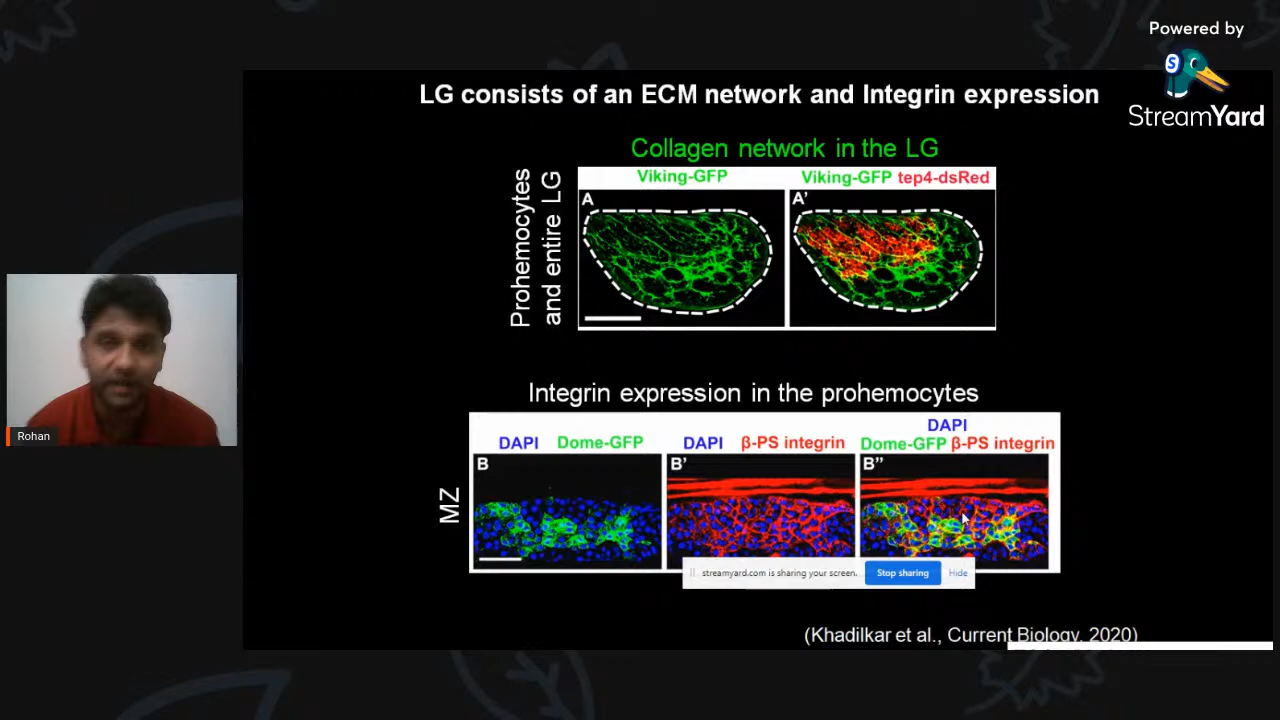 Powered by
StreamYard
LG consists of an ECM network and Integrin expression
Collagen network in the LG
Prohemocytes
and entire LG
Viking-GFP
Viking-GFP tep4-dsRed
A
A'
Integrin expression in the prohemocytes
MZ
DAPI Dome-GFP
DAPI β-PS integrin
DAPI
Dome-GFP β-PS integrin
B
B'
B"
streamyard.com is sharing your screen.
Stop sharing
Hide
(Khadilkar et al., Current Biology, 2020)
Rohan